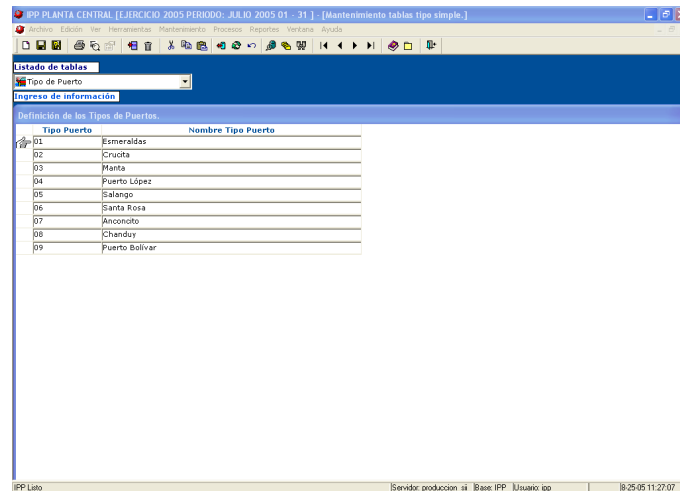 IPP PLANTA CENTRAL [EJERCICIO 2005 PERIODO: JULIO 2005 01 - 31 ] - [Mantenimiento tablas tipo simple.]
Archivo Edición Ver Herramientas Mantenimiento Procesos Reportes Ventana Ayuda
Listado de tablas
Tipo de Puerto
Ingreso de información
Definición de los Tipos de Puertos.
Tipo Puerto Nombre Tipo Puerto
01 Esmeraldas
02 Crucita
03 Manta
04 Puerto López
05 Salango
06 Santa Rosa
07 Anconcito
08 Chanduy
09 Puerto Bolívar
IPP Listo Servidor: produccion_sii Base: IPP Usuario: ipp 8-25-05 11:27:07